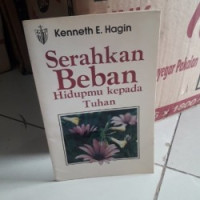 Kenneth E. Hagin
Serahkan
Beban
Hidupmu kepada
Tuhan